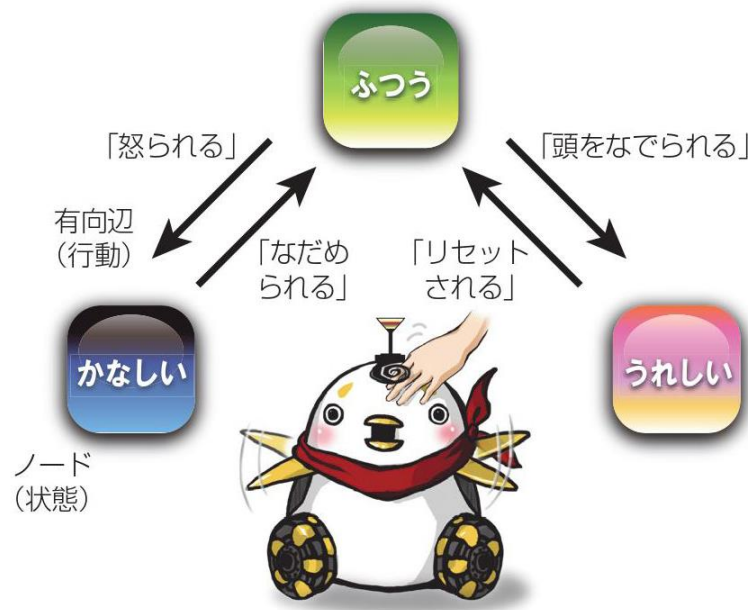 ふつう
「怒られる」
「頭をなでられる」
有向辺
（行動）
「なだめ
られる」
「リセット
される」
かなしい
うれしい
ノード
（状態）